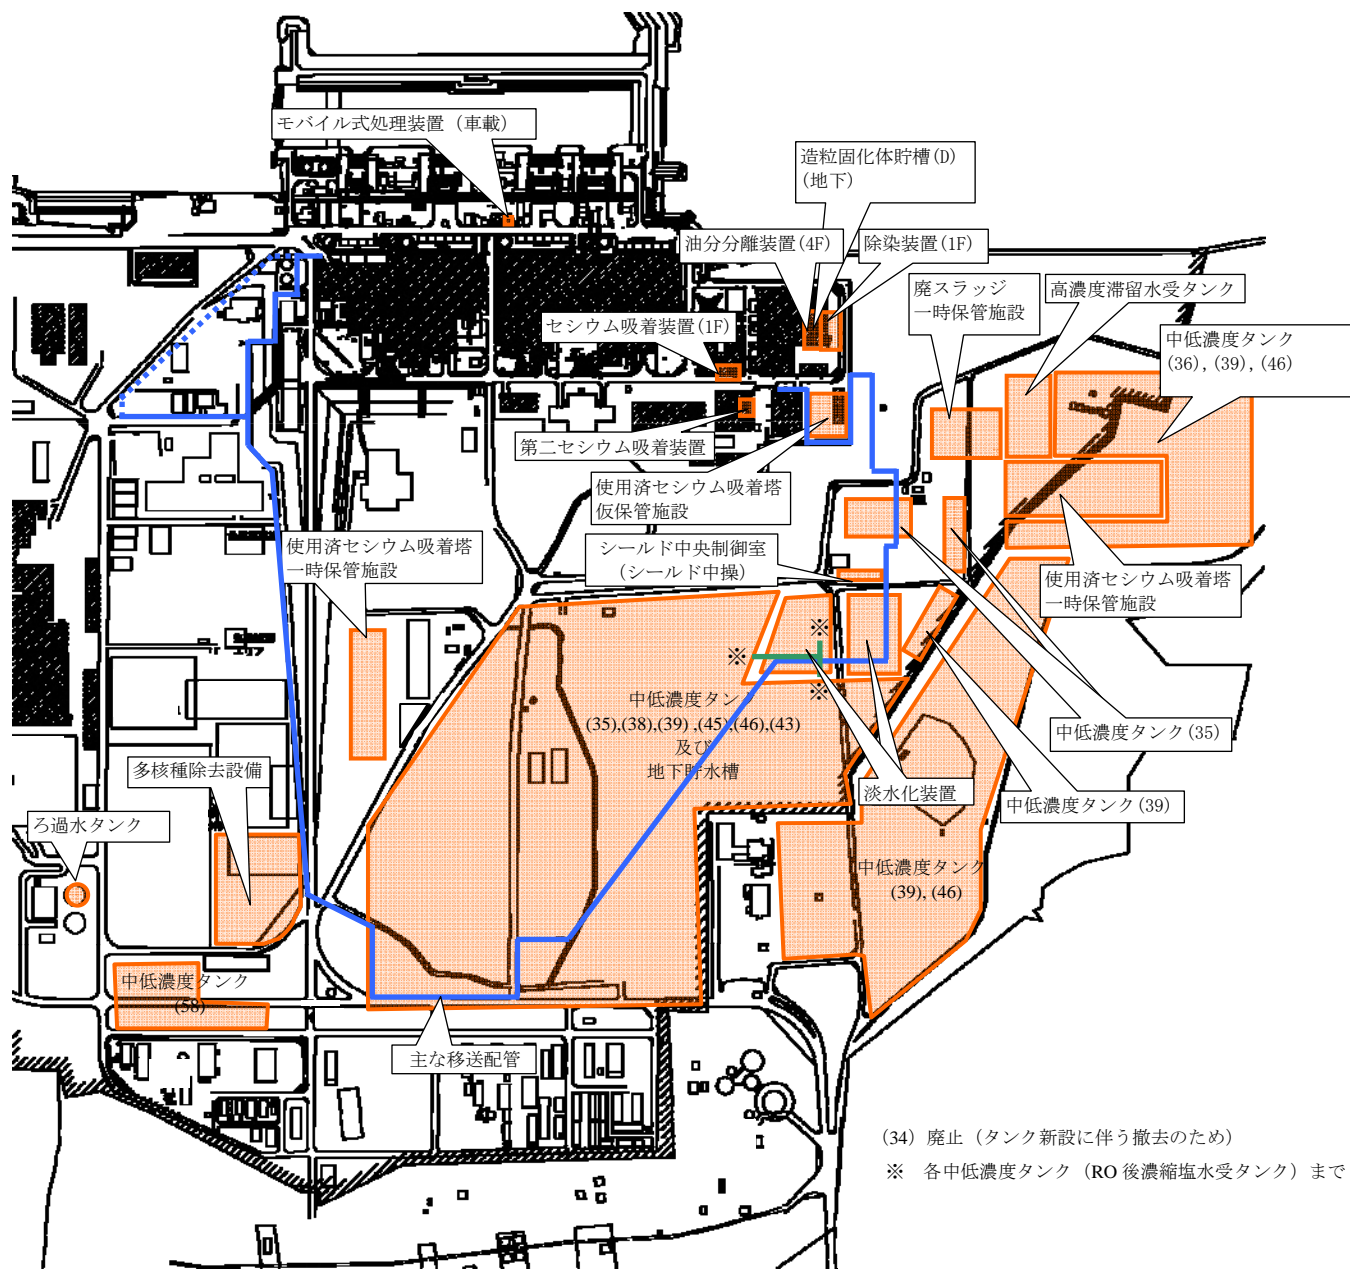 モバイル式処理装置（車載）
造粒固化体貯槽(D)
(地下)
油分分離装置(4F)
除染装置(1F)
廃スラッジ
一時保管施設
高濃度滞留水受タンク
中低濃度タンク
(36), (39), (46)
セシウム吸着装置(1F)
第二セシウム吸着装置
使用済セシウム吸着塔
仮保管施設
シールド中央制御室
（シールド中操）
使用済セシウム吸着塔
一時保管施設
使用済セシウム吸着塔
一時保管施設
エリア
※
※
※
中低濃度タンク
(35),(38),(39) ,(45),(46),(43)
及び
地下貯水槽
中低濃度タンク(35)
淡水化装置
中低濃度タンク(39)
多核種除去設備
ろ過水タンク
中低濃度タンク
(39), (46)
中低濃度タンク
(58)
主な移送配管
(34) 廃止（タンク新設に伴う撤去のため）
※　各中低濃度タンク（RO 後濃縮塩水受タンク）まで